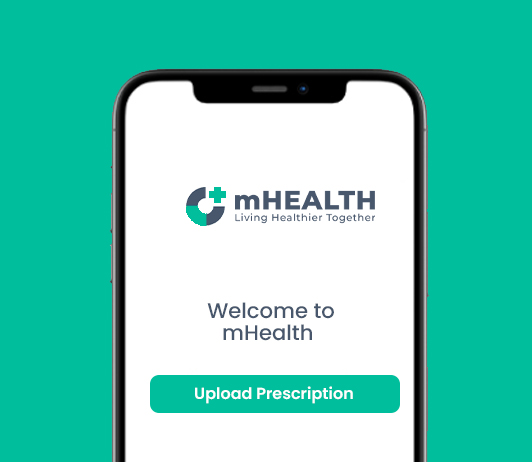 mHEALTH
Living Healthier Together
Welcome to
mHealth
Upload Prescription